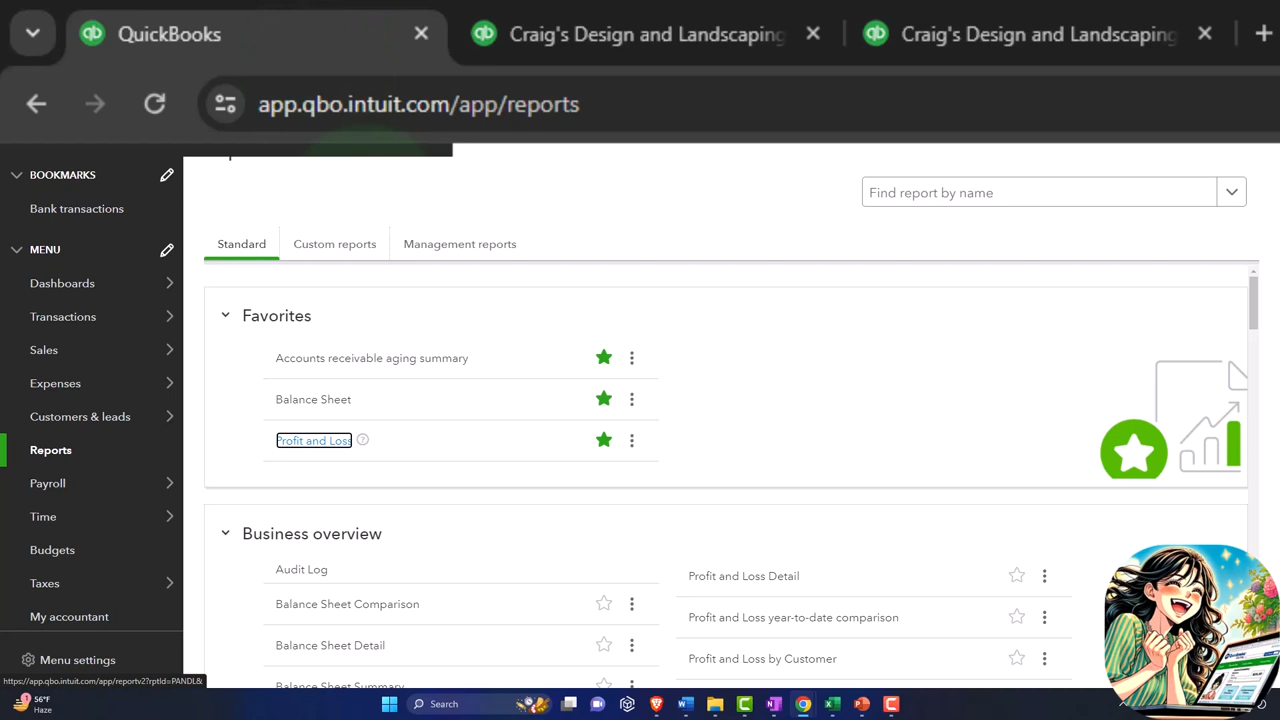 QuickBooks
Craig's Design and Landscaping
Craig's Design and Landscaping
app.qbo.intuit.com/app/reports
BOOKMARKS
Bank transactions
MENU
Dashboards
Transactions
Sales
Expenses
Customers & leads
Reports
Payroll
Time
Budgets
Taxes
My accountant
Menu settings
Find report by name
Standard
Custom reports
Management reports
Favorites
Accounts receivable aging summary
Balance Sheet
Profit and Loss
Business overview
Audit Log
Balance Sheet Comparison
Balance Sheet Detail
Balance Sheet Summary
Profit and Loss Detail
Profit and Loss year-to-date comparison
Profit and Loss by Customer
https://app.qbo.intuit.com/app/reportv2?rptId=PANDL&
56°F
Haze
Search